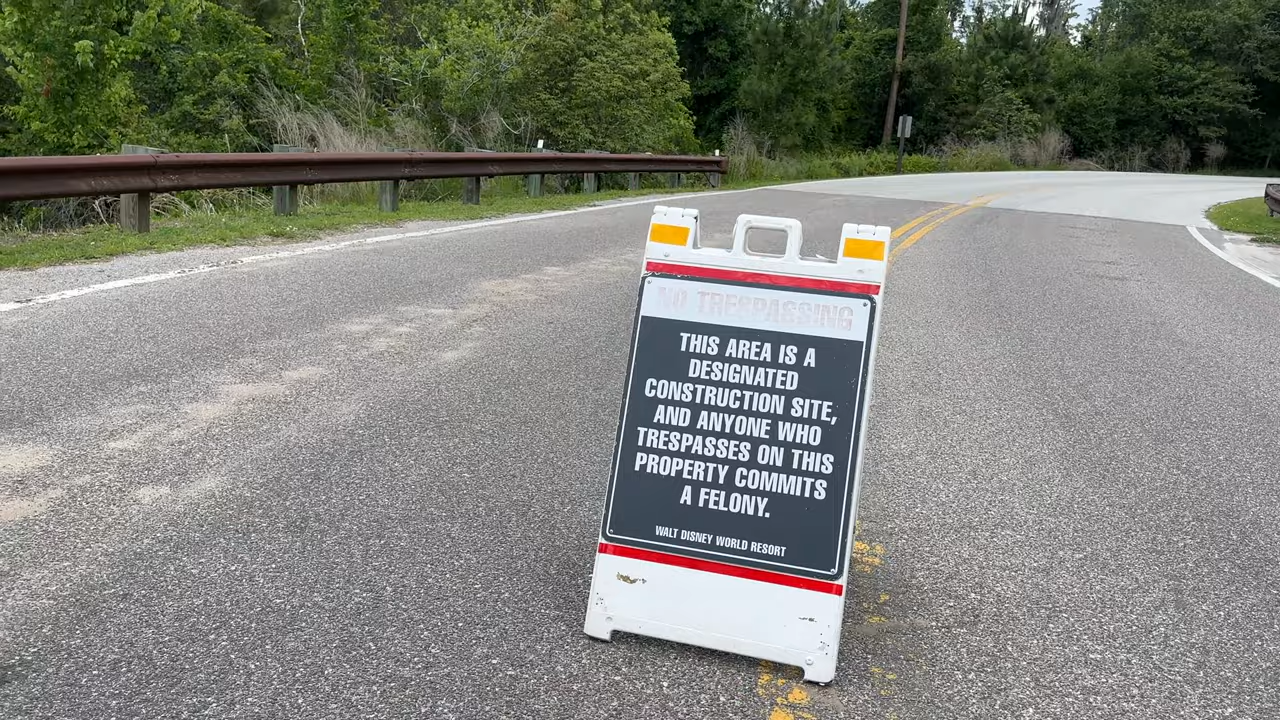 NO TRESPASSING
THIS AREA IS A
DESIGNATED
CONSTRUCTION SITE,
AND ANYONE WHO
TRESPASSES ON THIS
PROPERTY COMMITS
A FELONY.
WALT DISNEY WORLD RESORT